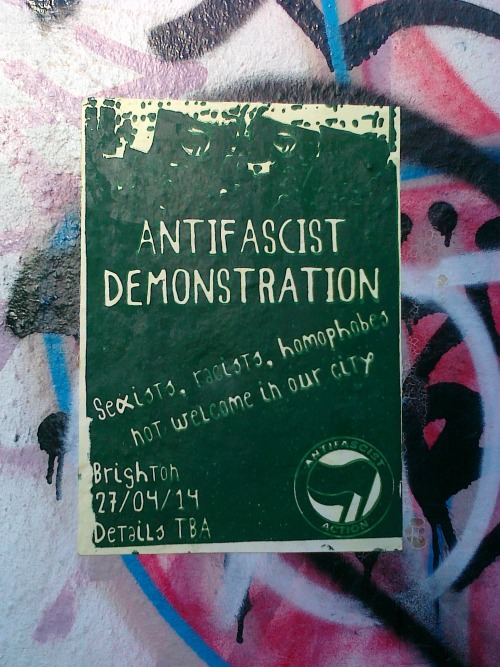 ANTIFASCIST
DEMONSTRATION
Sexists, racists, homophobes
not welcome in our city
Brighton
27/04/14
Details TBA
ANTIFASCIST
ACTION